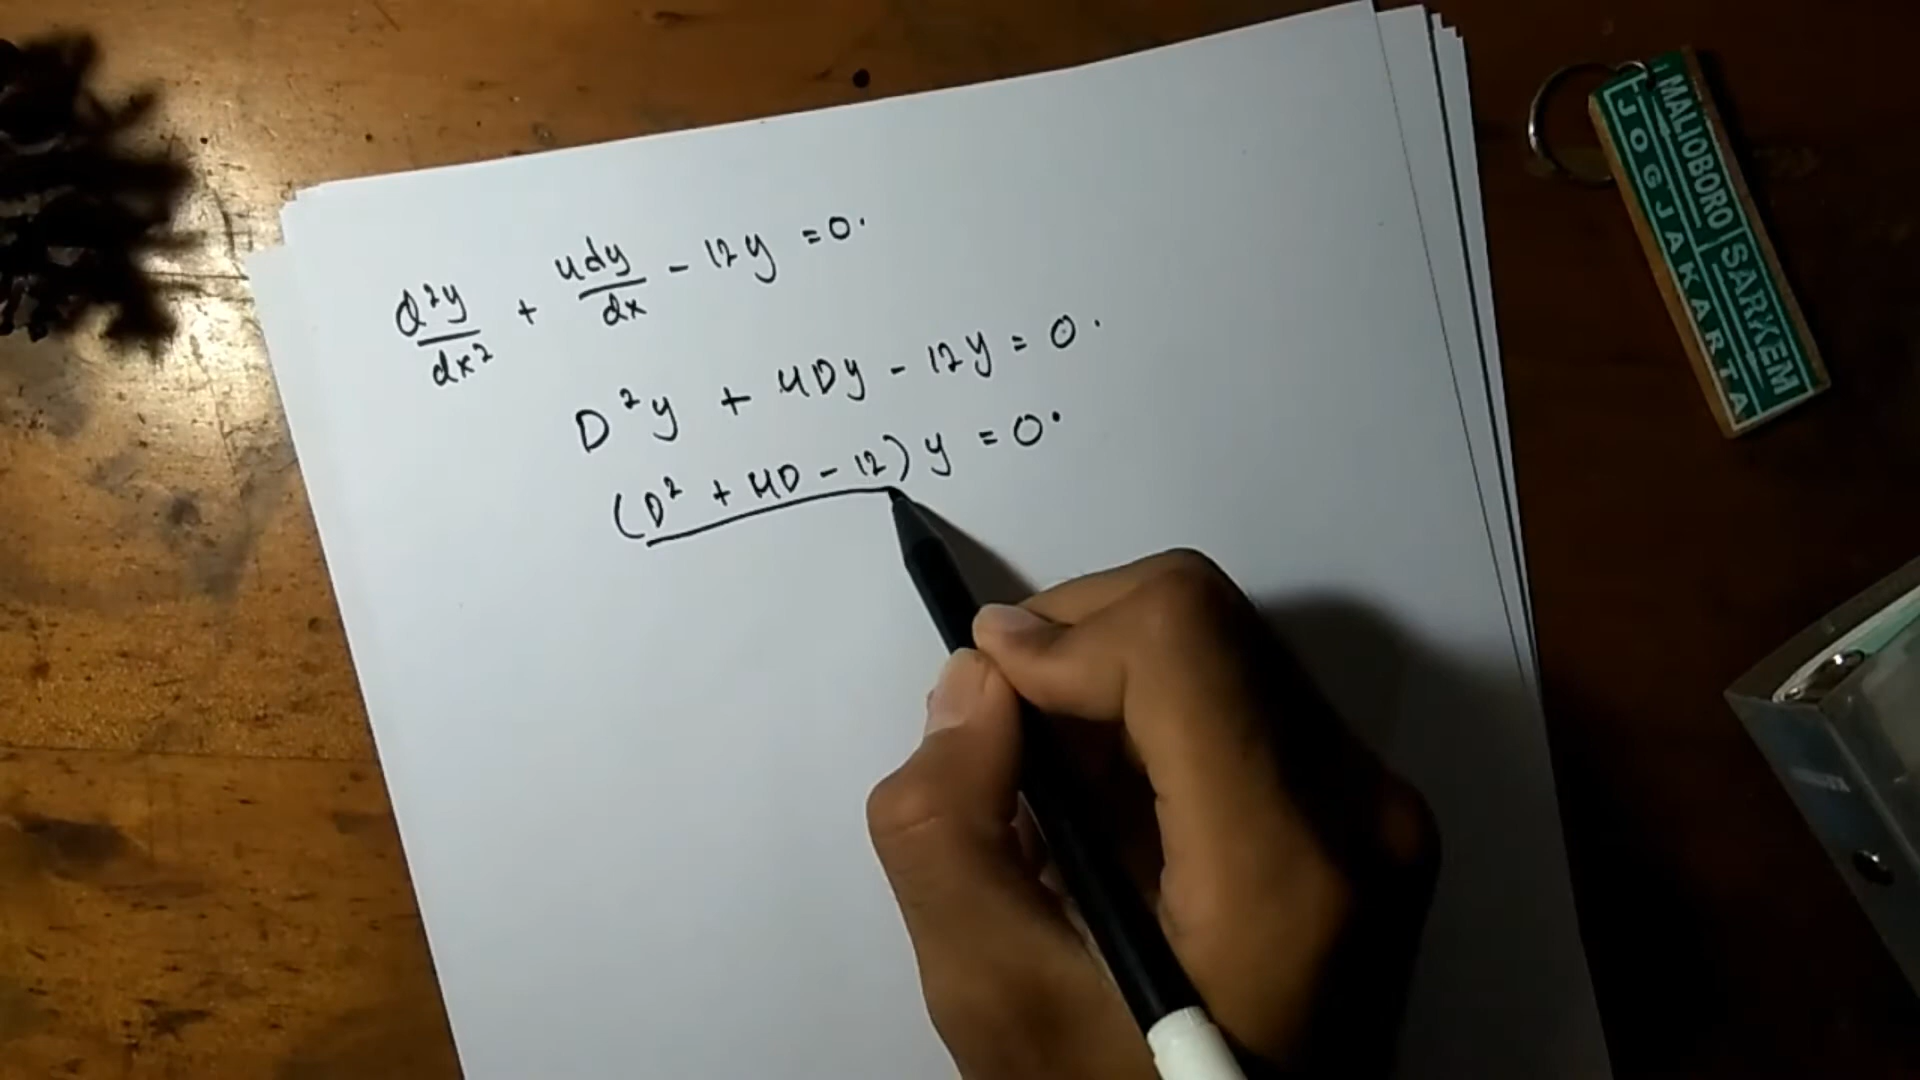 d²y/dx² + 4dy/dx - 12y = 0.
D²y + 4Dy - 12y = 0.
(D² + 4D - 12) y = 0.
MALIOBORO SARKEM
JOGJAKARTA